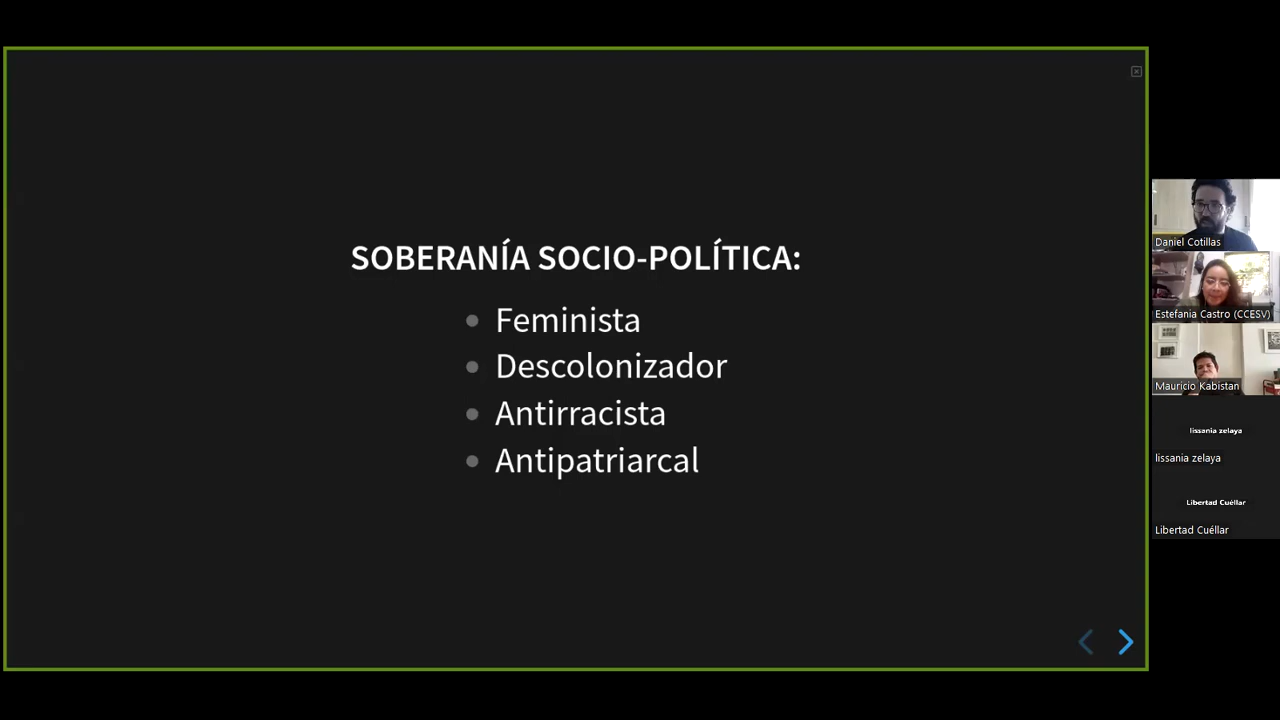 SOBERANÍA SOCIO-POLÍTICA:
Feminista
Descolonizador
Antirracista
Antipatriarcal
Daniel Cotillas
Estefania Castro (CCESV)
Mauricio Kabistan
lissania zelaya
lissania zelaya
Libertad Cuéllar
Libertad Cuéllar